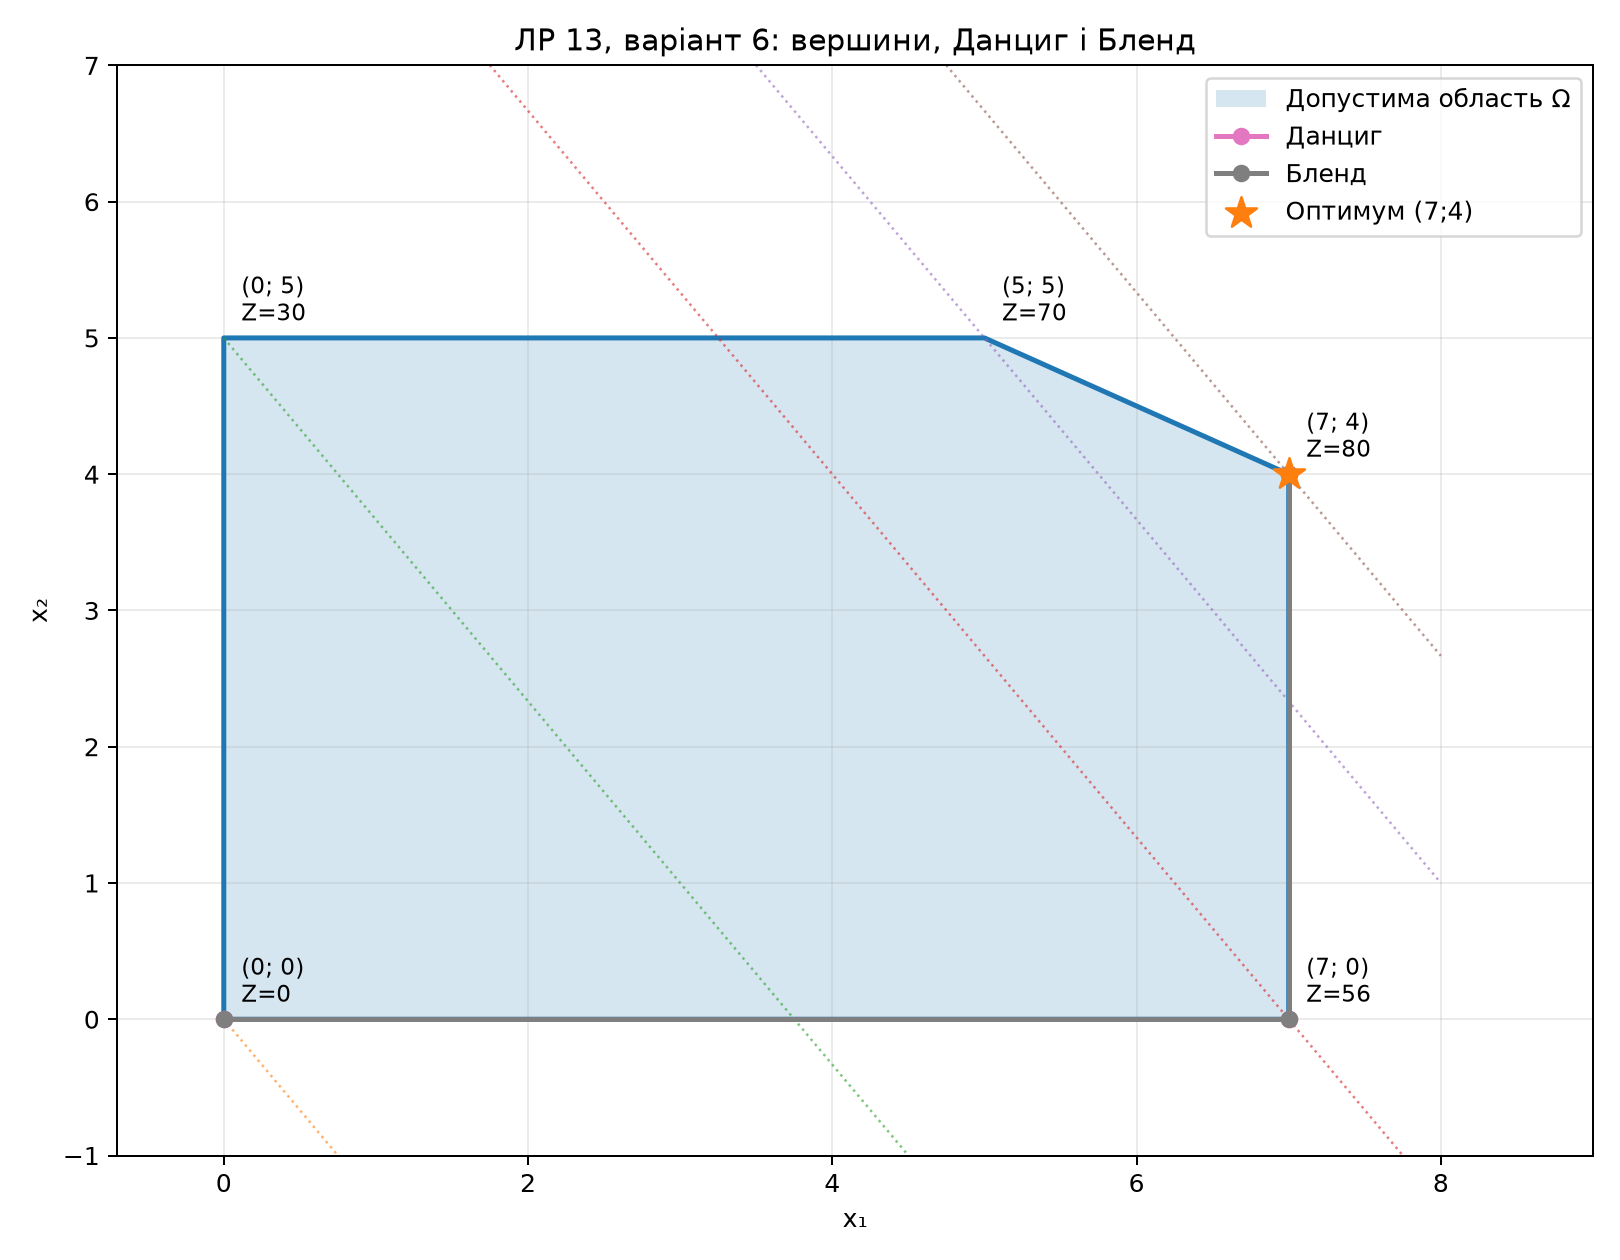 ЛР 13, варіант 6: вершини, Данциг і Бленд
Допустима область Ω
Данциг
Бленд
Оптимум (7;4)
(0; 5)
Z=30
(5; 5)
Z=70
(7; 4)
Z=80
(0; 0)
Z=0
(7; 0)
Z=56
7
6
5
4
3
2
1
0
−1
0
2
4
6
8
x₁
x₂